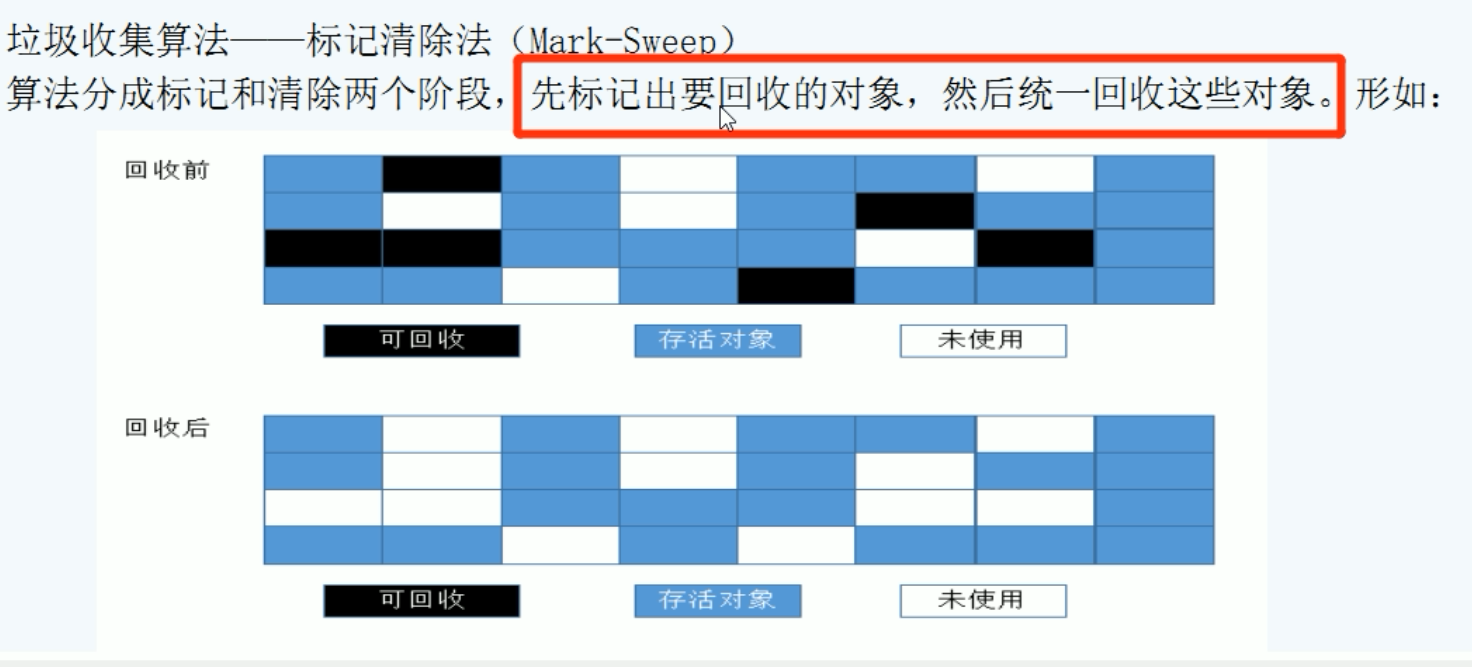 垃圾收集算法——标记清除法（Mark-Sweep）
算法分成标记和清除两个阶段，先标记出要回收的对象，然后统一回收这些对象。形如：
回收前
可回收 存活对象 未使用
回收后
可回收 存活对象 未使用